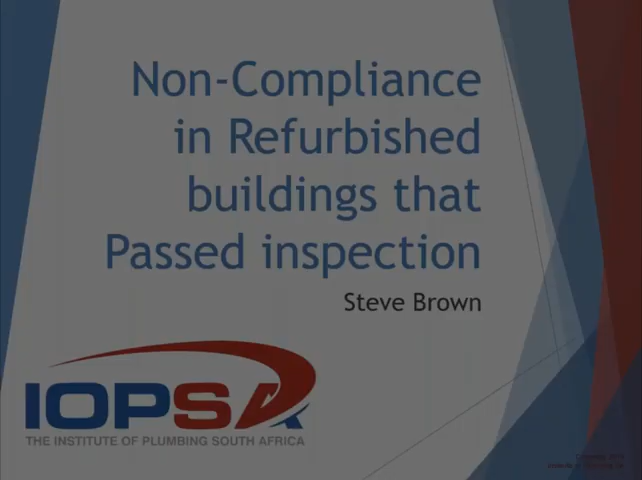 Non-Compliance
in Refurbished
buildings that
Passed inspection
Steve Brown
IOPSA
THE INSTITUTE OF PLUMBING SOUTH AFRICA